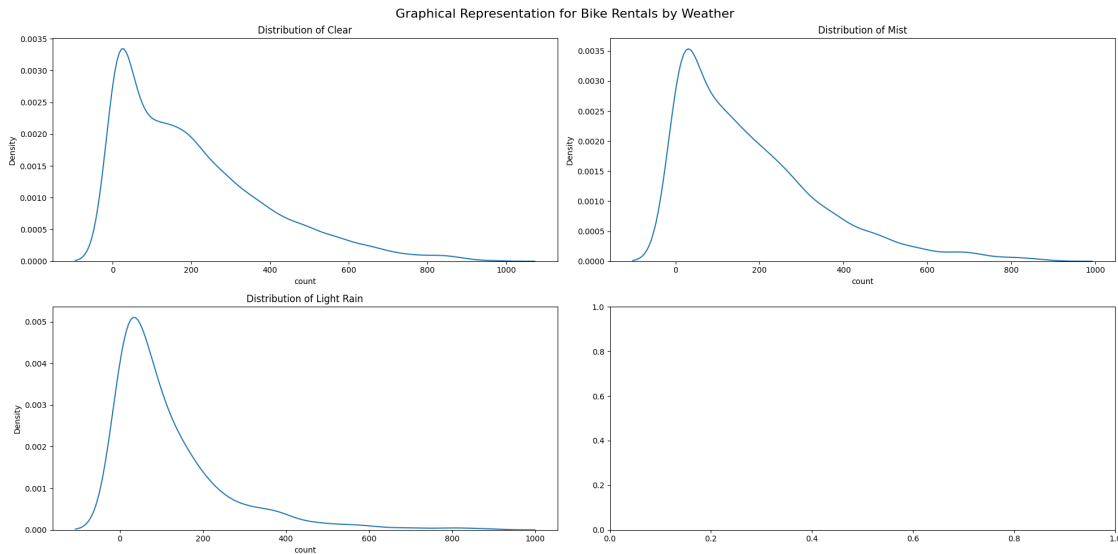 Graphical Representation for Bike Rentals by Weather
Distribution of Clear
0.0035
0.0030
0.0025
0.0020
0.0015
0.0010
0.0005
0.0000
Density
0 200 400 600 800 1000
count
Distribution of Mist
0.0035
0.0030
0.0025
0.0020
0.0015
0.0010
0.0005
0.0000
Density
0 200 400 600 800 1000
count
Distribution of Light Rain
0.005
0.004
0.003
0.002
0.001
0.000
Density
0 200 400 600 800 1000
count
1.0
0.8
0.6
0.4
0.2
0.0
0.0 0.2 0.4 0.6 0.8